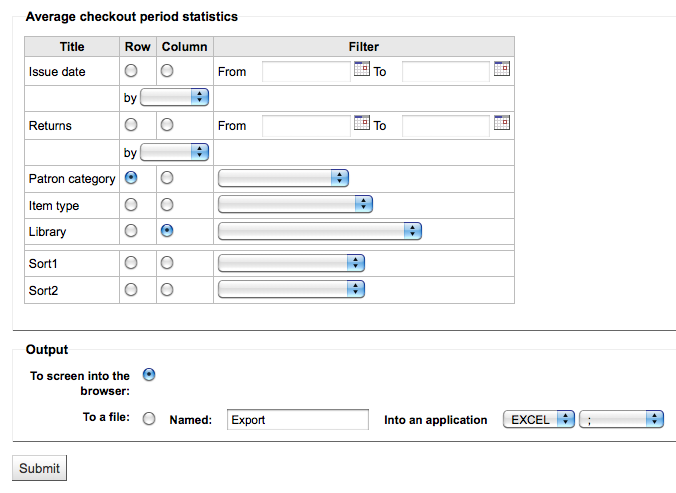 Average checkout period statistics
Title Row Column Filter
Issue date From To
by
Returns From To
by
Patron category
Item type
Library
Sort1
Sort2
Output
To screen into the
browser:
To a file: Named: Export Into an application EXCEL ;
Submit